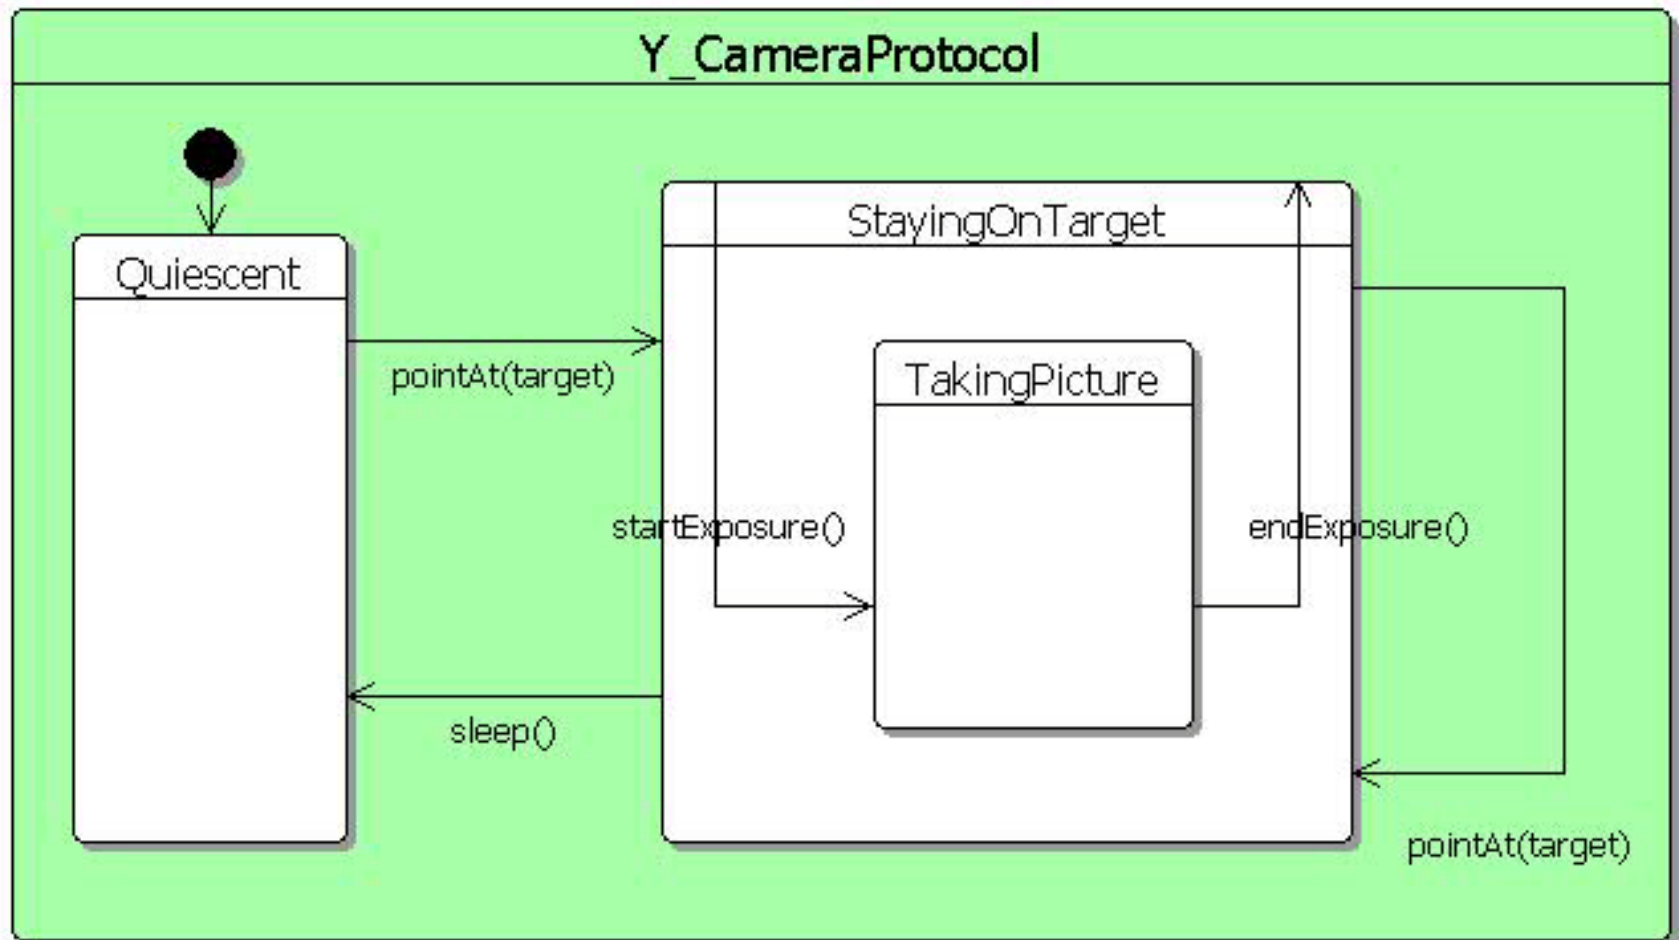 Y_CameraProtocol
StayingOnTarget
Quiescent
pointAt(target)
TakingPicture
startExposure()
endExposure()
sleep()
pointAt(target)